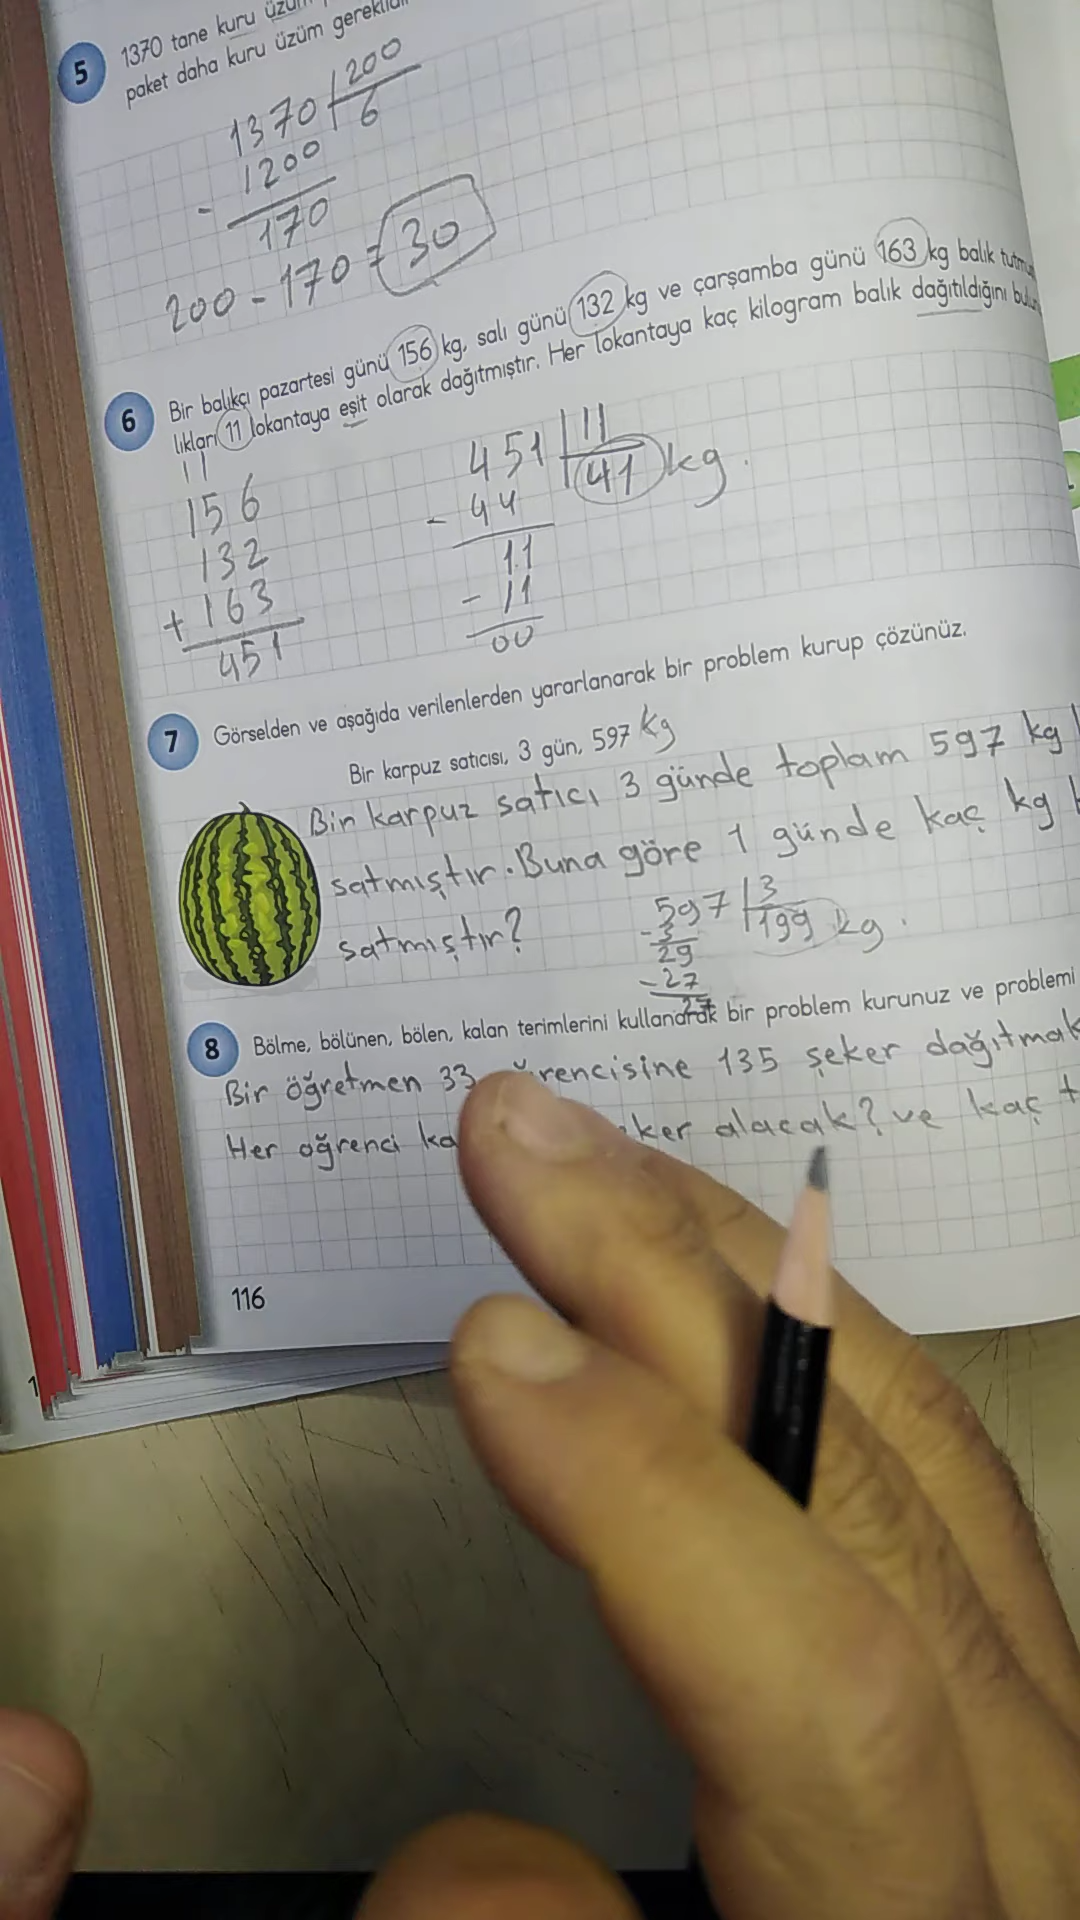 5
1370 tane kuru üzüm
paket daha kuru üzüm
1370 200
6
- 1200
170
200 - 170 = 30
6
Bir balıkçı pazartesi günü 156 kg, salı günü 132 kg ve çarşamba günü 163 kg balık
lıkları 11 lokantaya eşit olarak dağıtmıştır. Her lokantaya kaç kilogram balık dağıtıldığını
11
156
132
+ 163
451
451 11
41 kg.
- 44
11
- 11
00
7
Görselden ve aşağıda verilenlerden yararlanarak bir problem kurup çözünüz.
Bir karpuz satıcısı, 3 gün, 597 kg
Bir karpuz satıcı 3 günde toplam 597 kg
satmıştır. Buna göre 1 günde kaç kg
satmıştır?
597 3
199 kg.
- 3
29
- 27
27
8
Bölme, bölünen, bölen, kalan terimlerini kullanarak bir problem kurunuz ve problemi
Bir öğretmen 33 şeker 135 dağıtmak
Her öğrenci alacak? ve kaç
116
1